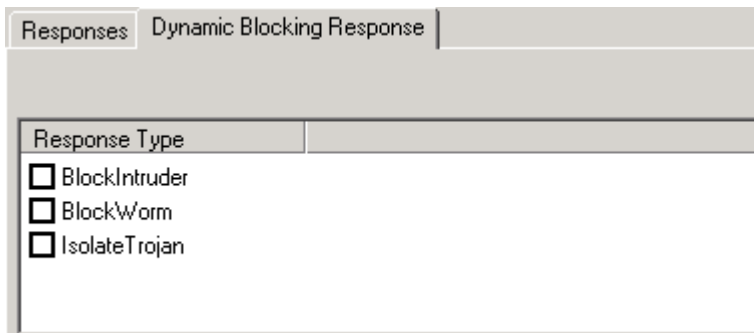 Responses Dynamic Blocking Response
Response Type
BlockIntruder
BlockWorm
IsolateTrojan